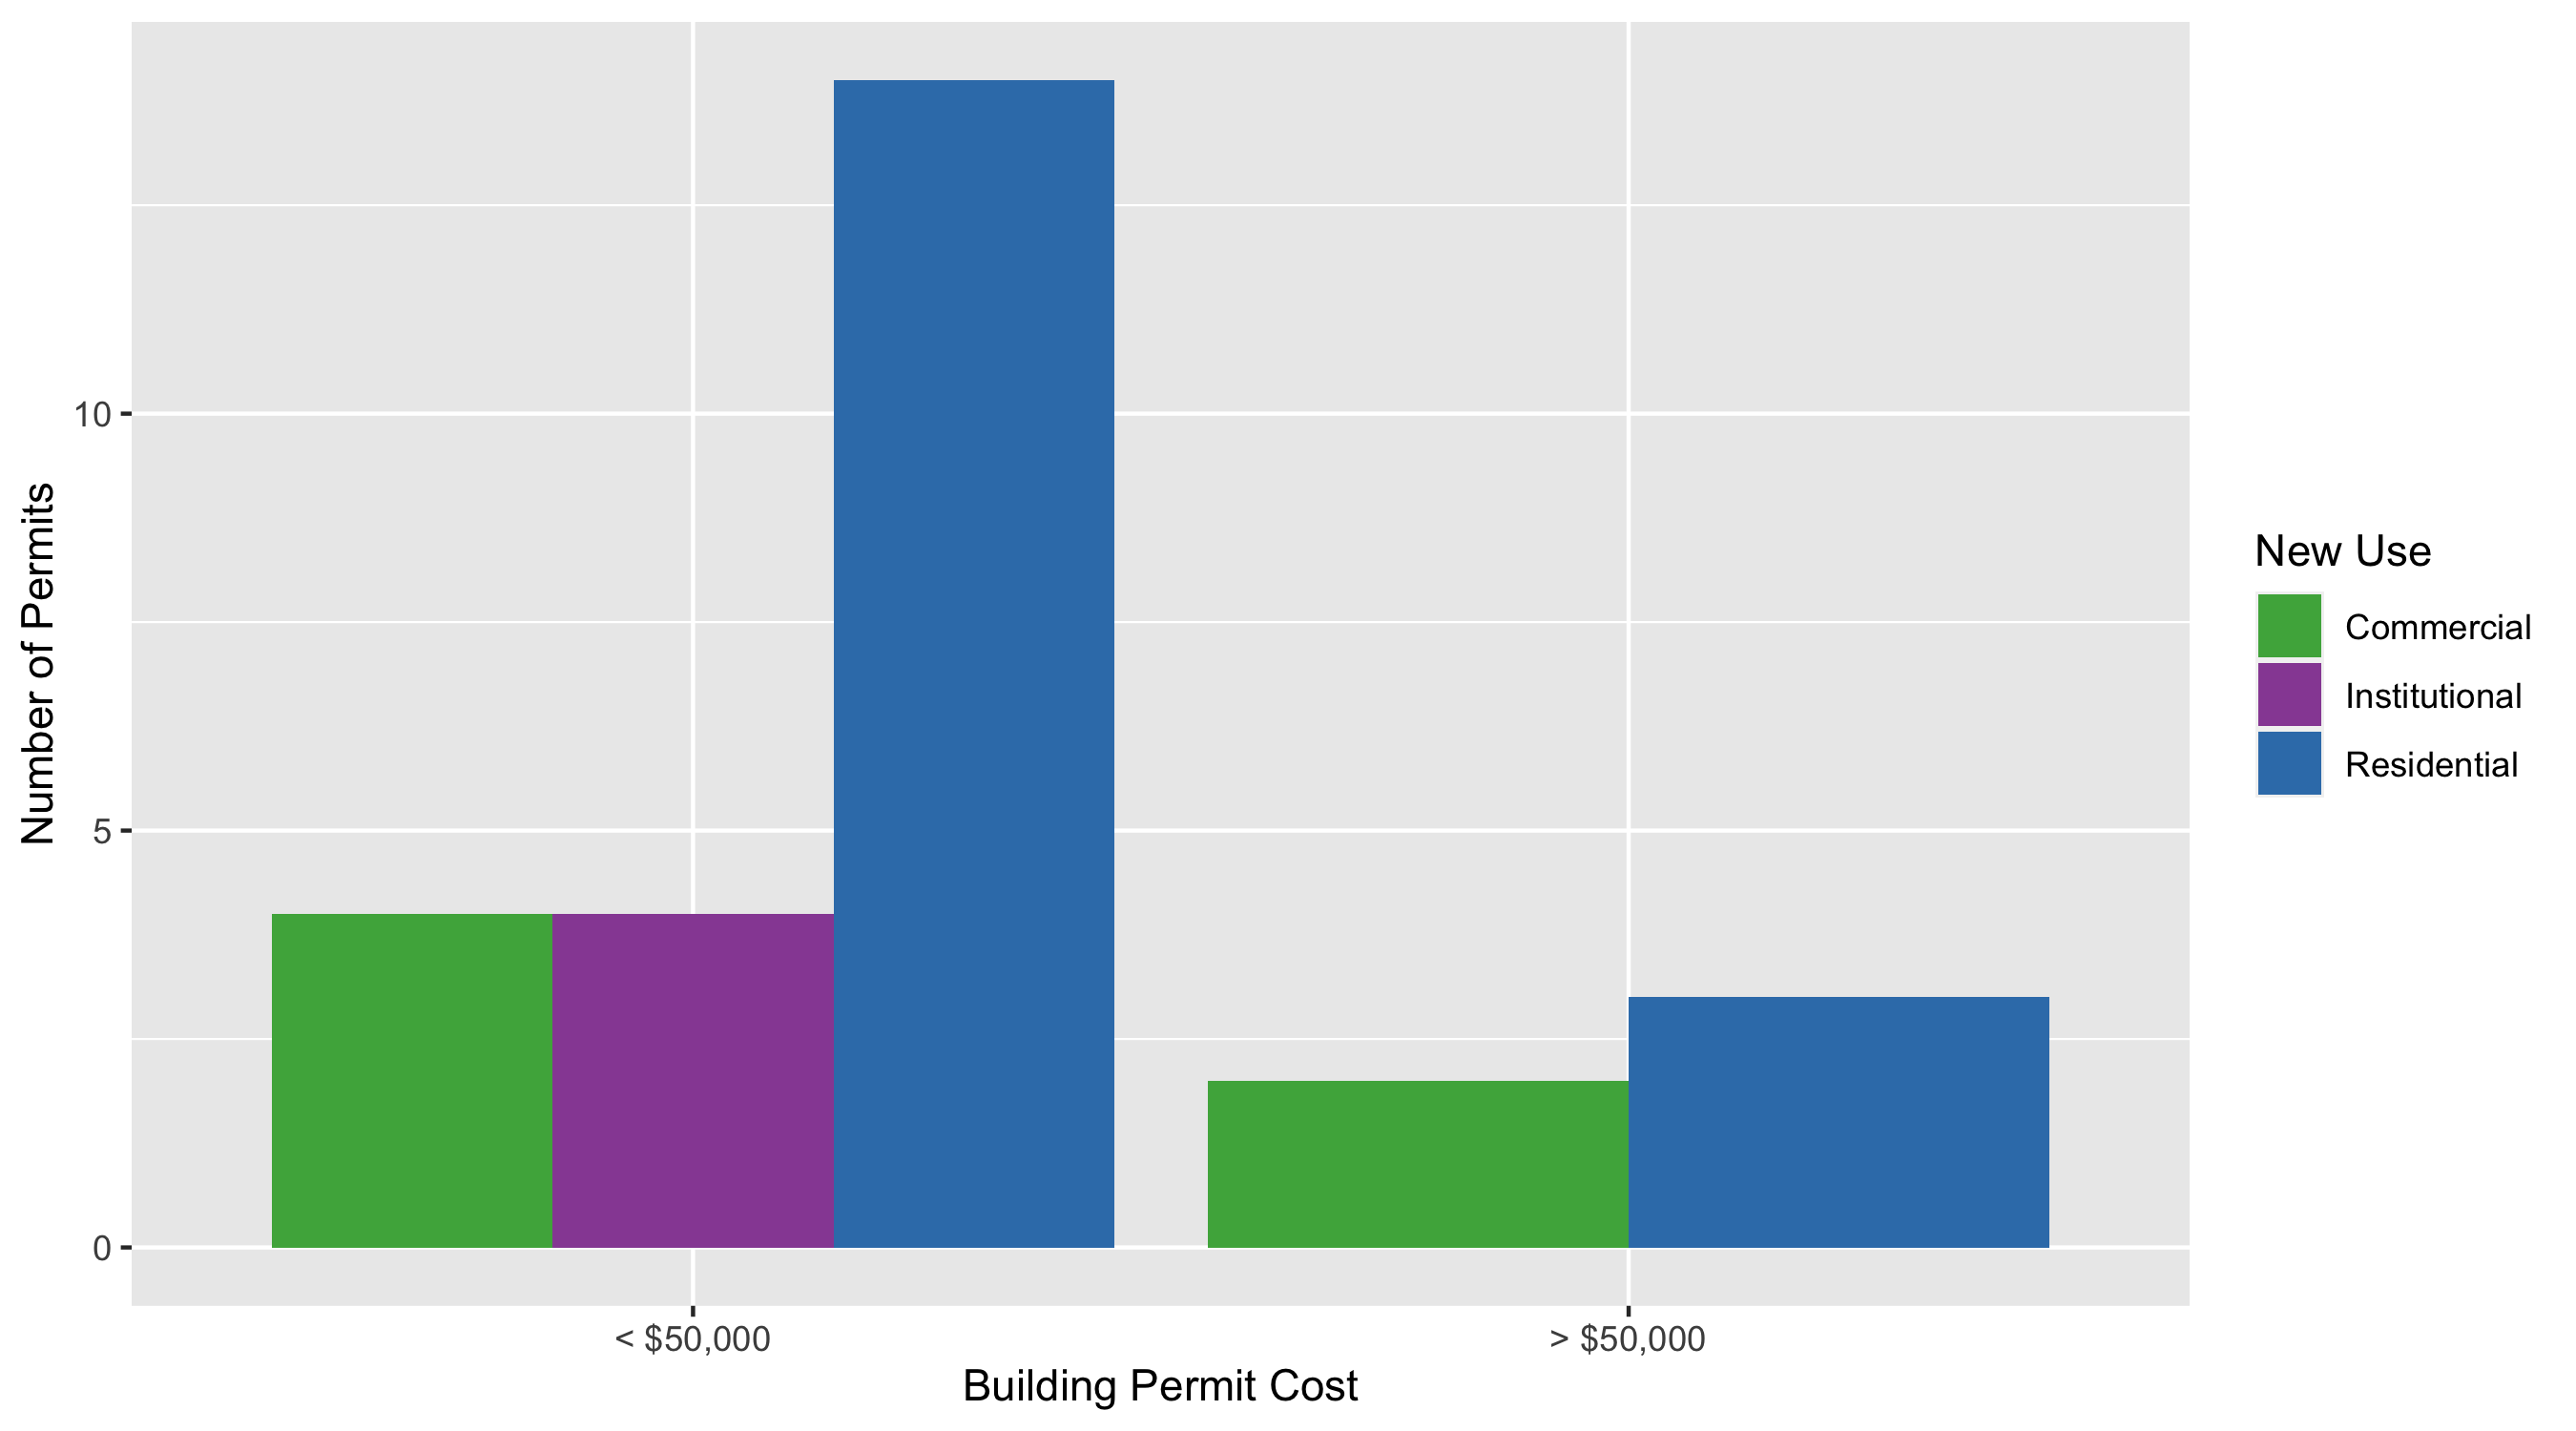 Number of Permits
10
5
0
< $50,000
> $50,000
Building Permit Cost
New Use
Commercial
Institutional
Residential